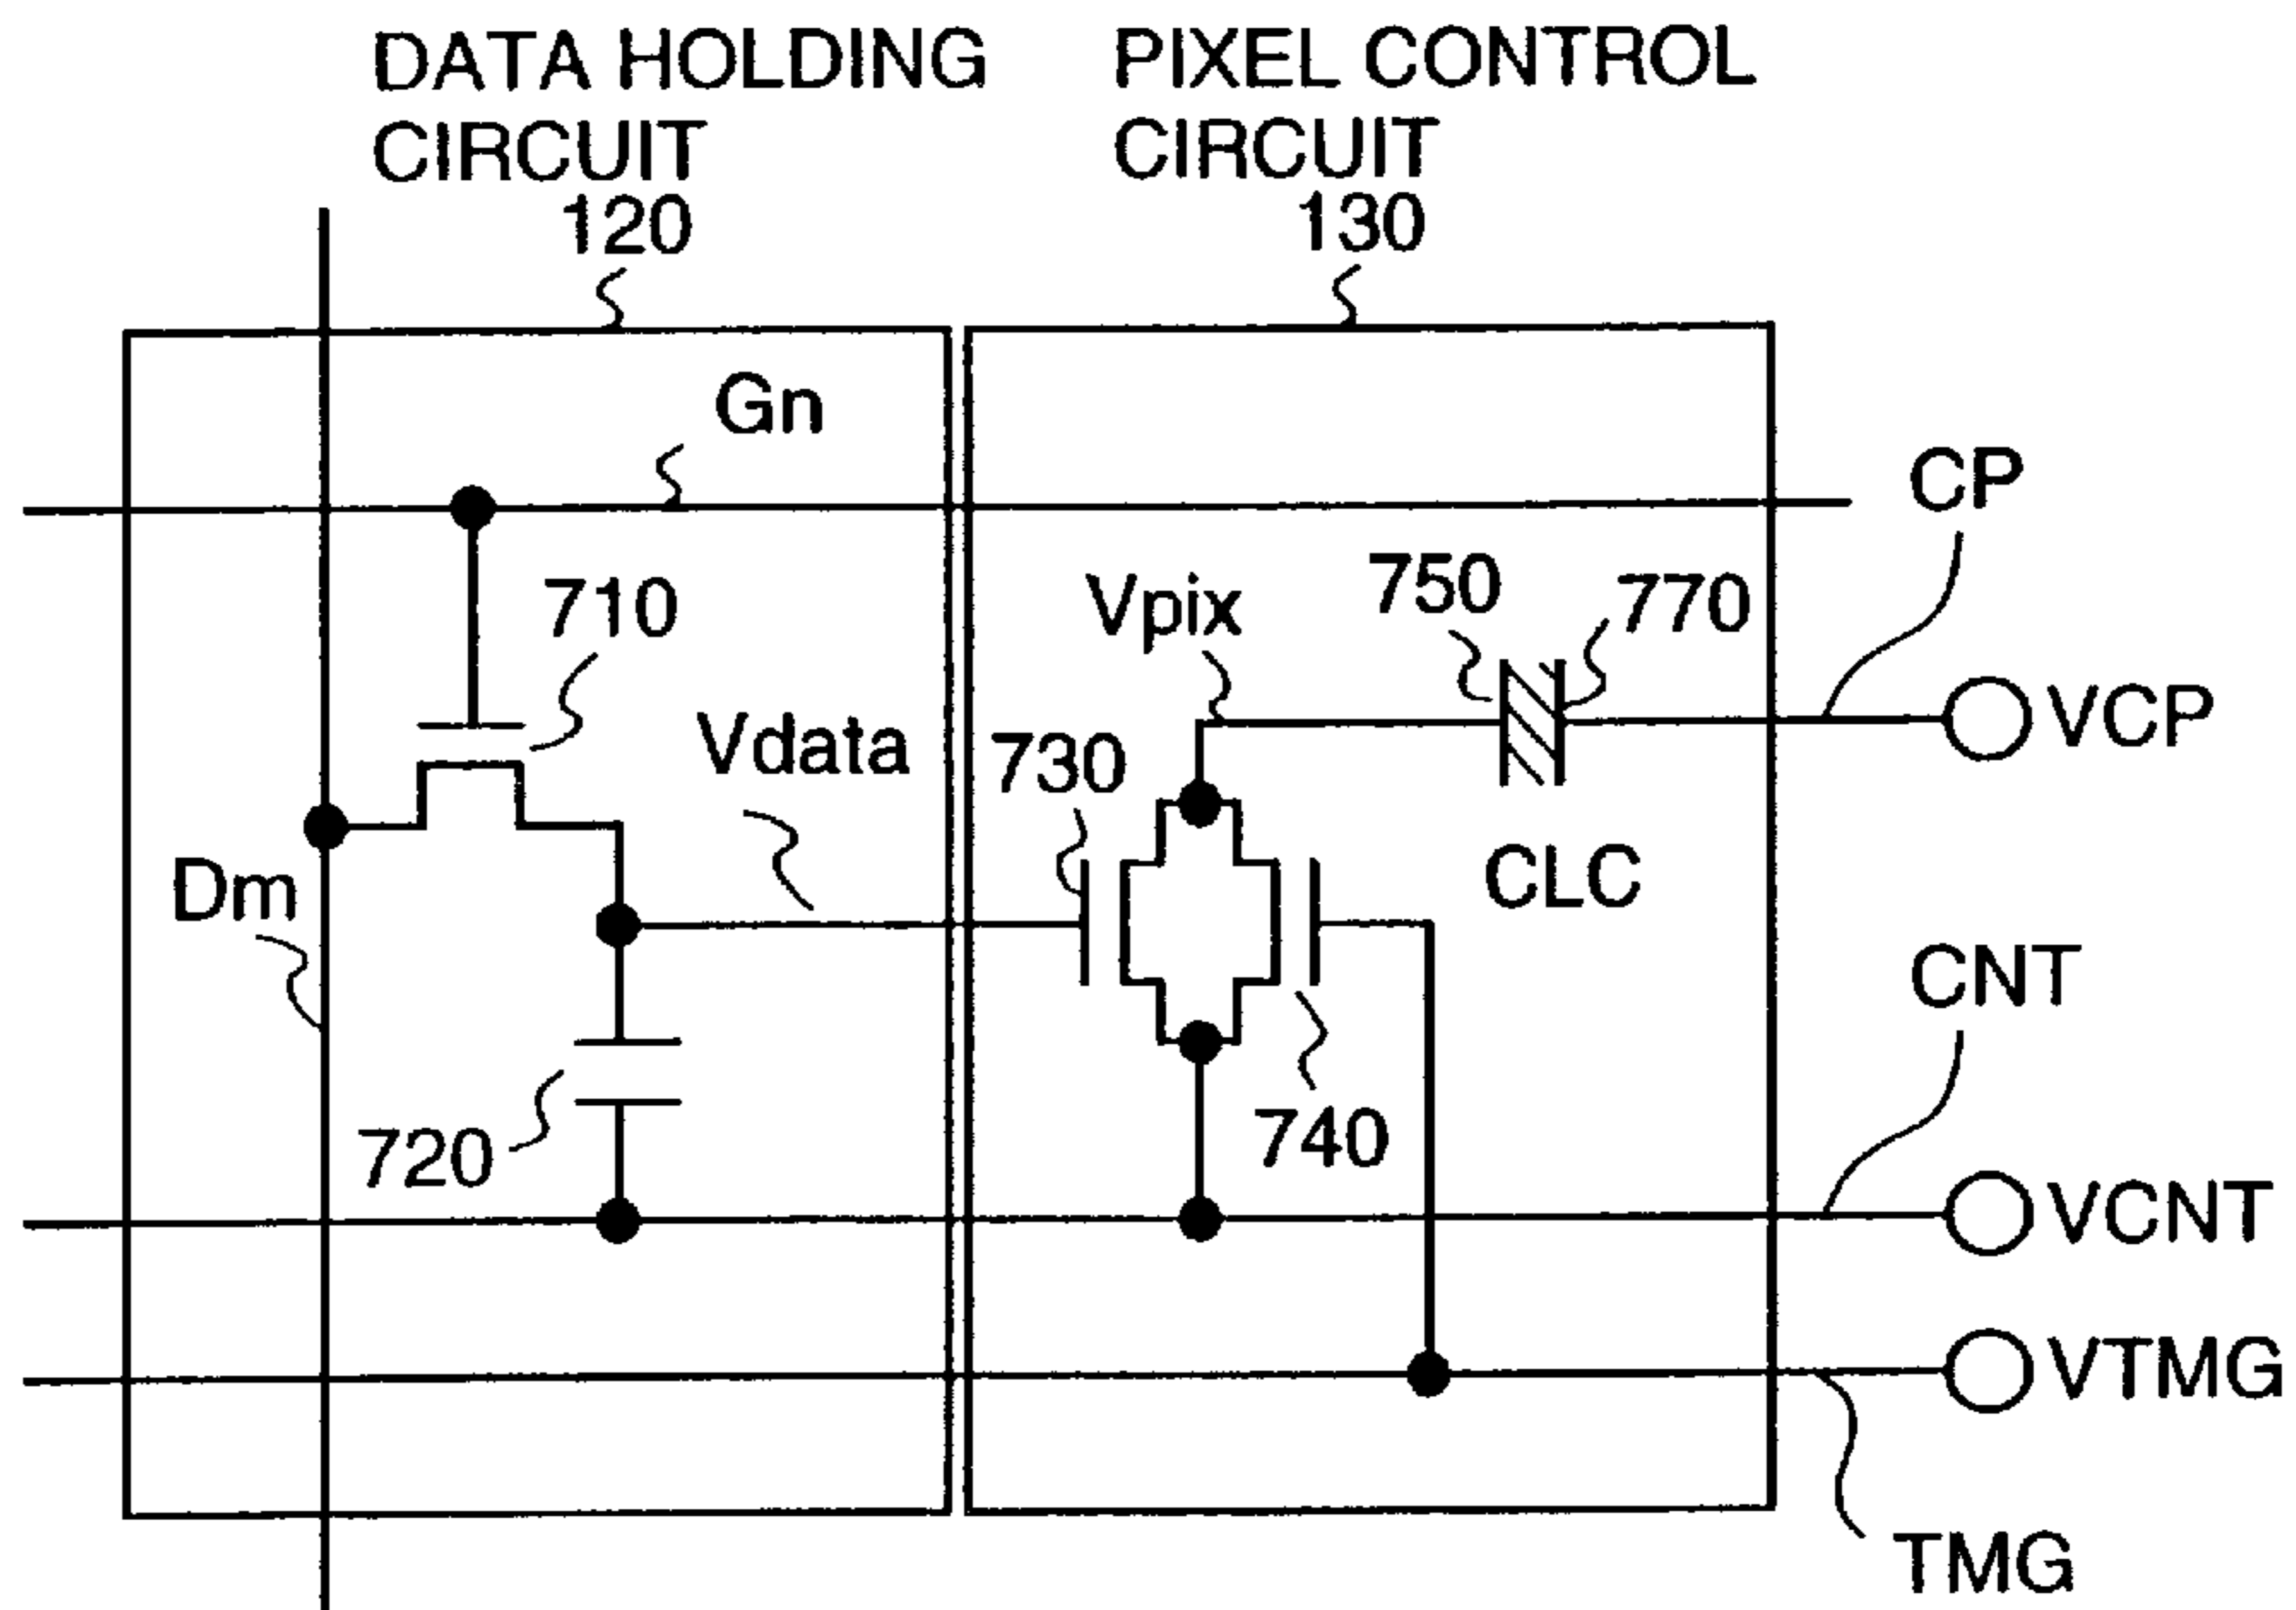 DATA HOLDING
CIRCUIT
120
PIXEL CONTROL
CIRCUIT
130
Gn
CP
710
Vpix
750
770
VCP
Vdata
730
Dm
CLC
CNT
720
740
VCNT
VTMG
TMG